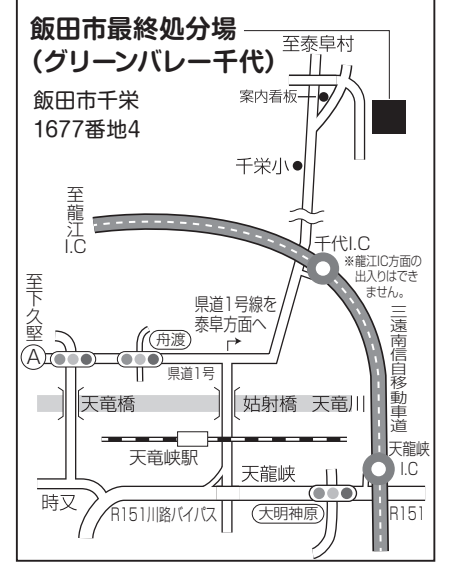 飯田市最終処分場
（グリーンバレー千代）
飯田市千栄
1677番地4
至泰阜村
案内看板
千栄小
至龍江I.C
千代I.C
※龍江IC方面の
出入りはでき
ません。
至下久堅
県道1号線を
泰阜方面へ
三遠南信自移動車道
舟渡
A
県道1号
天竜橋
姑射橋
天竜川
天竜峡駅
天龍峡
天龍峡
I.C
時又
R151川路バイパス
大明神原
R151